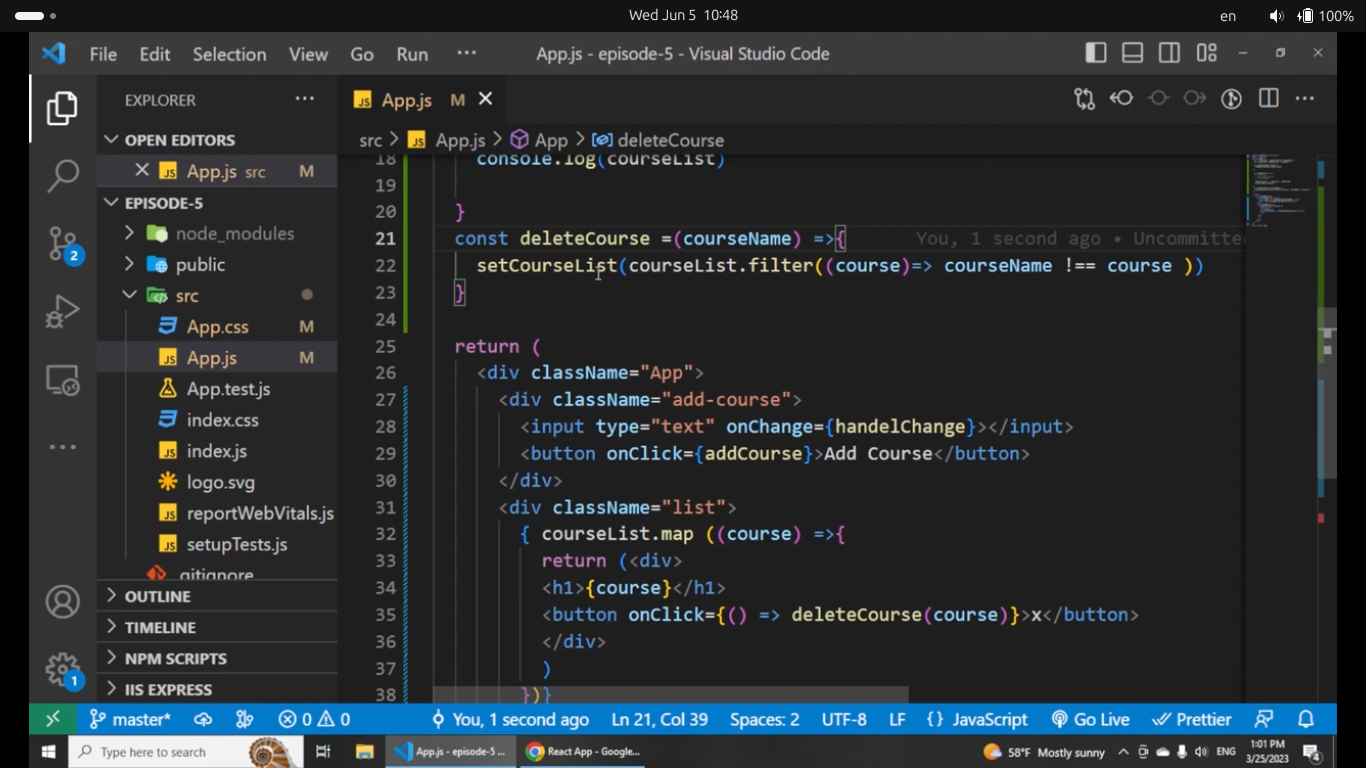 Wed Jun 5 10:48
en
100%
File Edit Selection View Go Run ··· App.js - episode-5 - Visual Studio Code
EXPLORER
App.js M
OPEN EDITORS
src > App.js > App > deleteCourse
App.js src M
EPISODE-5
node_modules
public
src
App.css M
App.js M
App.test.js
index.css
index.js
logo.svg
reportWebVitals.js
setupTests.js
.gitignore
OUTLINE
TIMELINE
NPM SCRIPTS
IIS EXPRESS
2
1
18 console.log(courseList)
19
20 }
21 const deleteCourse =(courseName) =>{ You, 1 second ago • Uncommitte
22 setCourseList(courseList.filter((course)=> courseName !== course ))
23 }
24
25 return (
26 <div className="App">
27 <div className="add-course">
28 <input type="text" onChange={handelChange}></input>
29 <button onClick={addCourse}>Add Course</button>
30 </div>
31 <div className="list">
32 { courseList.map ((course) =>{
33 return (<div>
34 <h1>{course}</h1>
35 <button onClick={() => deleteCourse(course)}>x</button>
36 </div>
37 )
38 })}
master* 0 0 You, 1 second ago Ln 21, Col 39 Spaces: 2 UTF-8 LF {} JavaScript Go Live Prettier
Type here to search
App.js - episode-5 ...
React App - Google...
58°F Mostly sunny
ENG
1:01 PM
3/25/2023
4